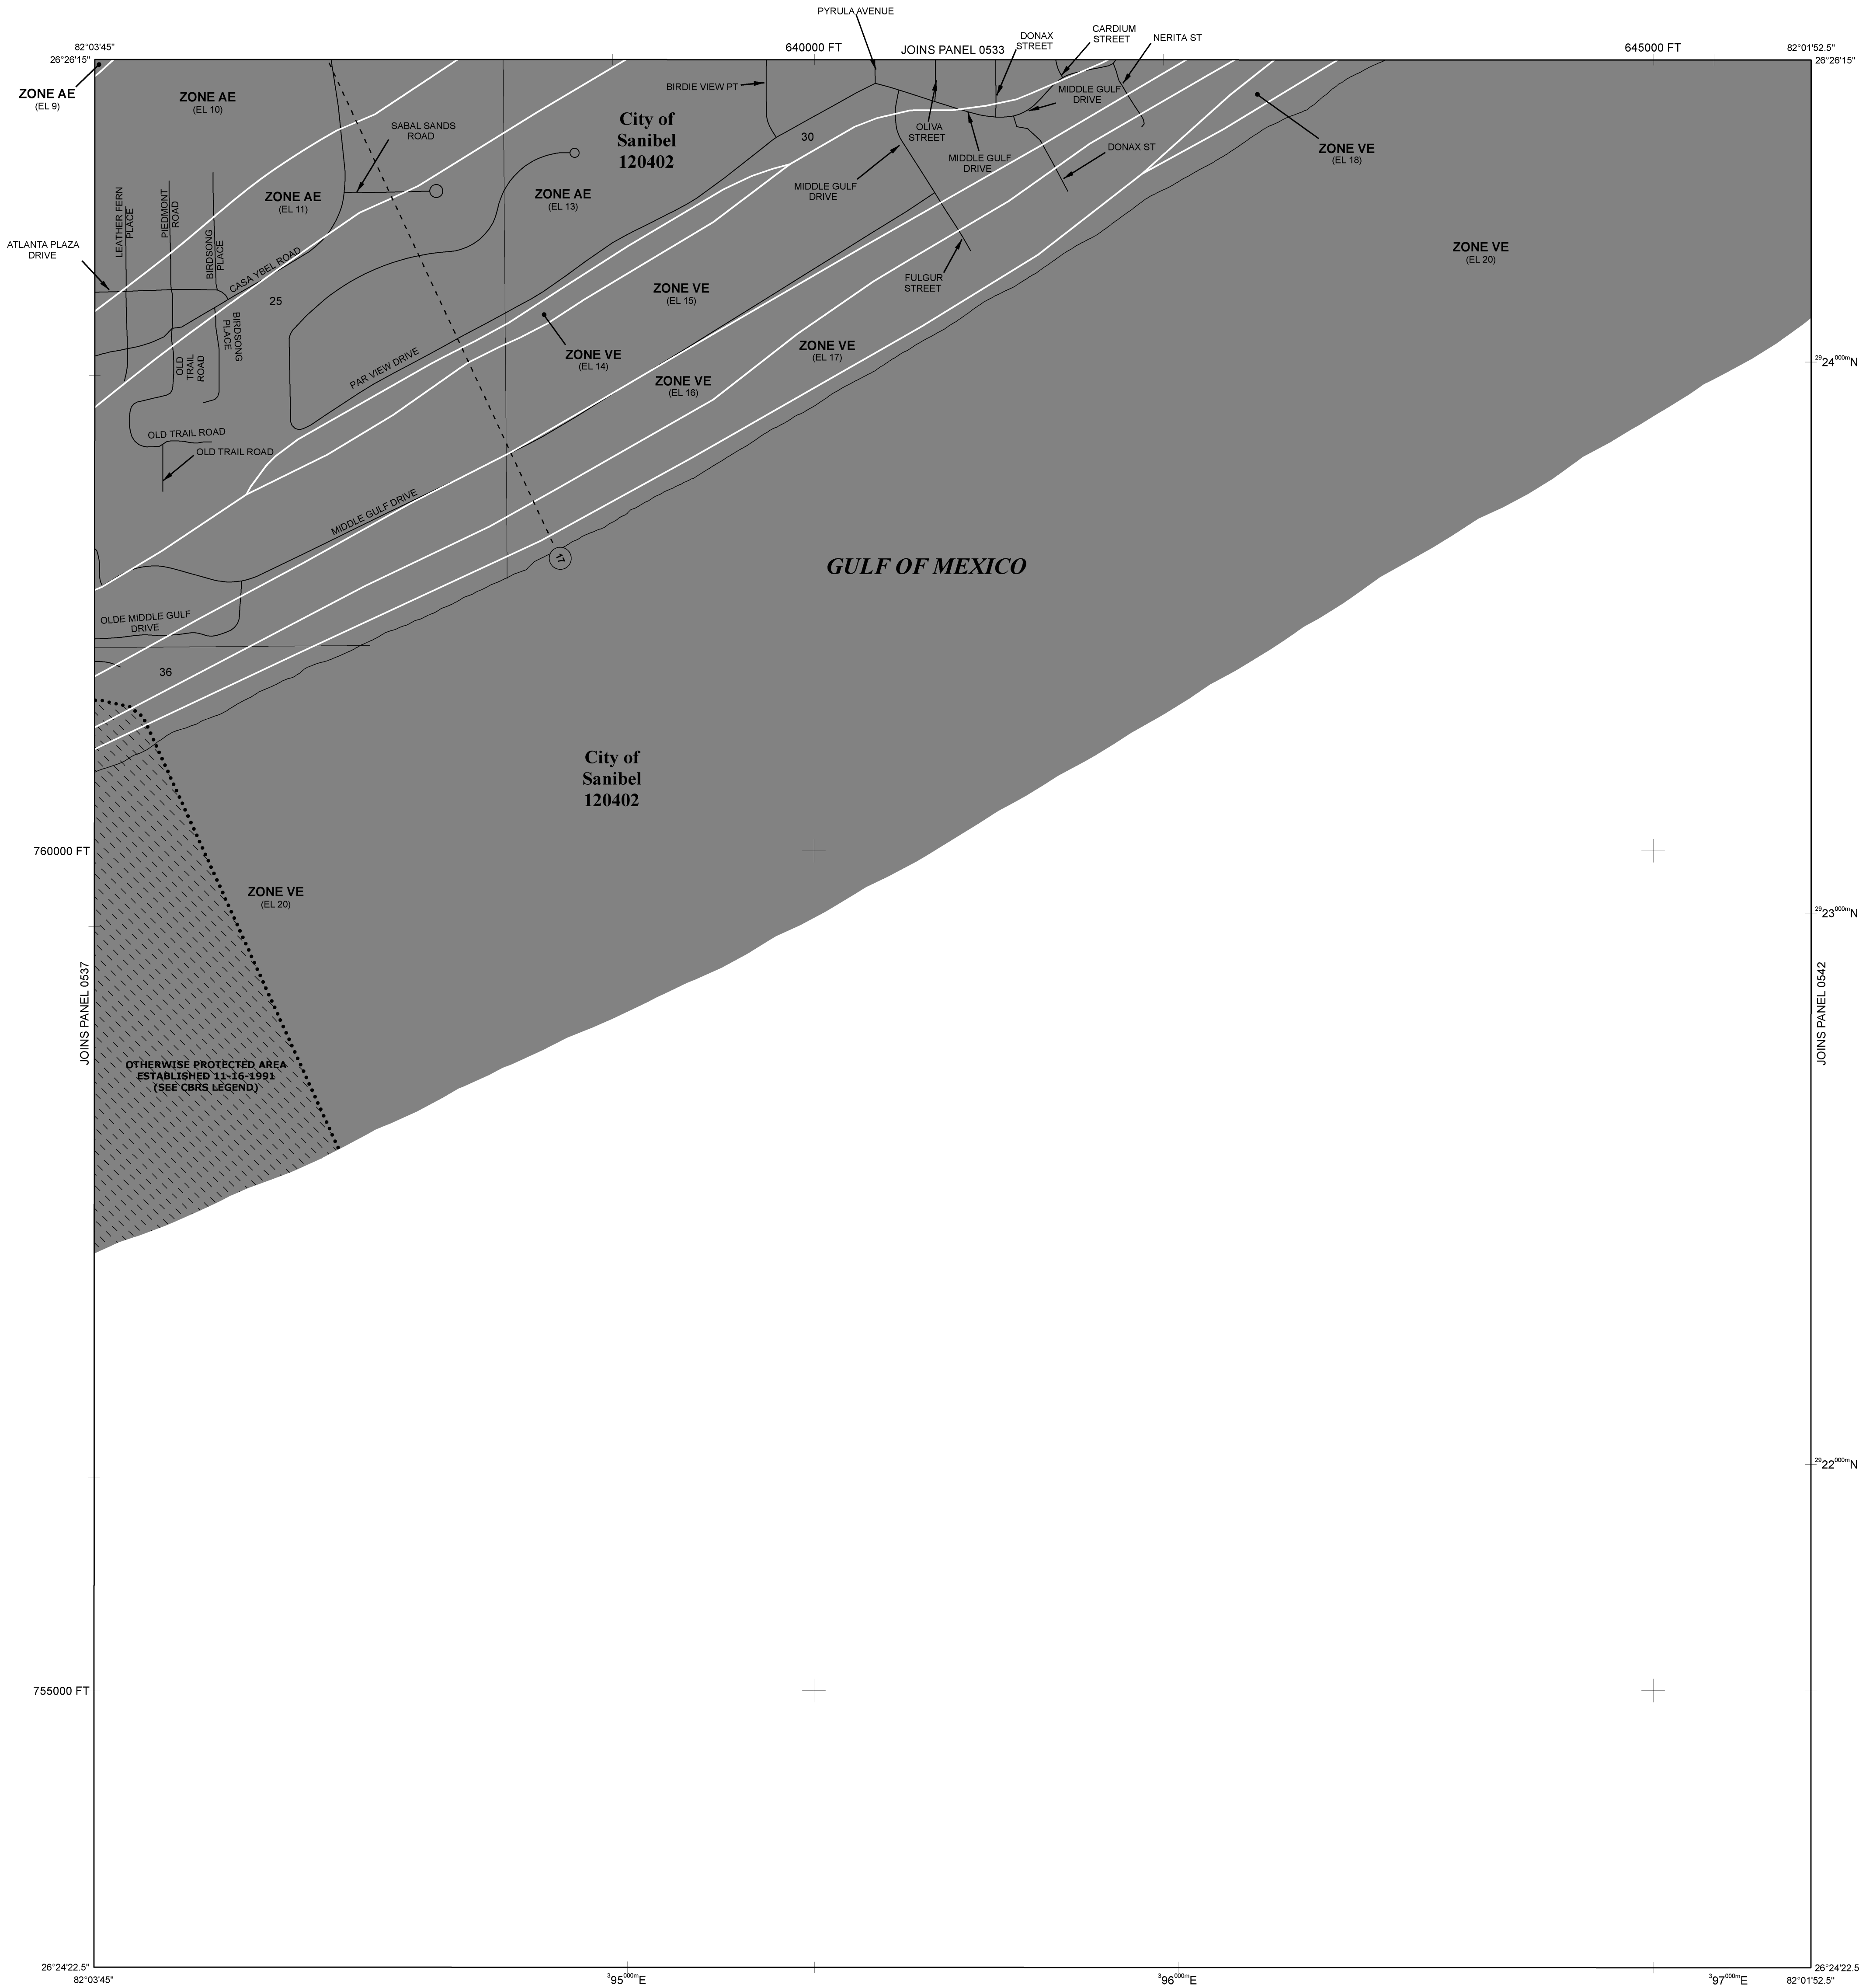 PYRULA AVENUE
82°03'45"
640000 FT
JOINS PANEL 0533
DONAX
STREET
CARDIUM
STREET
NERITA ST
645000 FT
82°01'52.5"
26°26'15"
26°26'15"
ZONE AE
(EL 9)
ZONE AE
(EL 10)
BIRDIE VIEW PT
MIDDLE GULF
DRIVE
City of
Sanibel
120402
SABAL SANDS
ROAD
30
OLIVA
STREET
MIDDLE GULF
DRIVE
DONAX ST
ZONE VE
(EL 18)
LEATHER FERN
PLACE
PIEDMONT
ROAD
BIRDSONG
PLACE
ZONE AE
(EL 11)
ZONE AE
(EL 13)
MIDDLE GULF
DRIVE
ATLANTA PLAZA
DRIVE
CASA YBEL ROAD
25
ZONE VE
(EL 20)
FULGUR
STREET
ZONE VE
(EL 15)
BIRDSONG
PLACE
OLD
TRAIL
ROAD
PAR VIEW DRIVE
ZONE VE
(EL 14)
ZONE VE
(EL 17)
ZONE VE
(EL 16)
2924000mN
OLD TRAIL ROAD
OLD TRAIL ROAD
MIDDLE GULF DRIVE
17
GULF OF MEXICO
OLDE MIDDLE GULF
DRIVE
36
City of
Sanibel
120402
760000 FT
ZONE VE
(EL 20)
2923000mN
JOINS PANEL 0537
JOINS PANEL 0542
OTHERWISE PROTECTED AREA
ESTABLISHED 11-16-1991
(SEE CBRS LEGEND)
2922000mN
755000 FT
26°24'22.5"
26°24'22.5
82°03'45"
395000mE
396000mE
397000mE
82°01'52.5"